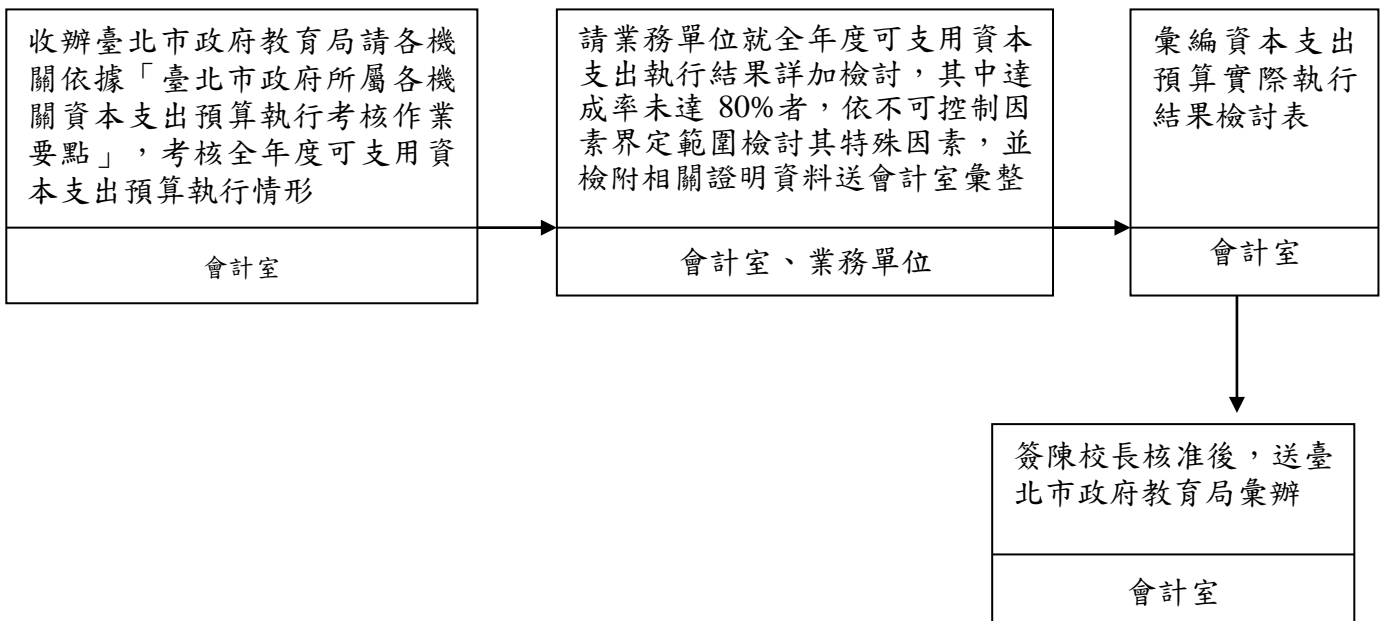 收辦臺北市政府教育局請各機
關依據「臺北市政府所屬各機
關資本支出預算執行考核作業
要點」，考核全年度可支用資
本支出預算執行情形
會計室
請業務單位就全年度可支用資本
支出執行結果詳加檢討，其中達
成率未達 80%者，依不可控制因
素界定範圍檢討其特殊因素，並
檢附相關證明資料送會計室彙整
會計室、業務單位
彙編資本支出
預算實際執行
結果檢討表
會計室
簽陳校長核准後，送臺
北市政府教育局彙辦
會計室